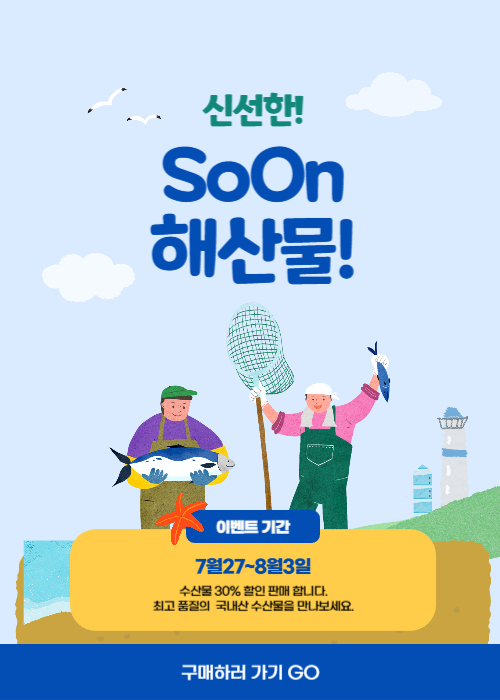 신선한!
SoOn
해산물!
이벤트 기간
7월27~8월3일
수산물 30% 할인 판매 합니다.
최고 품질의 국내산 수산물을 만나보세요.
구매하러 가기 GO